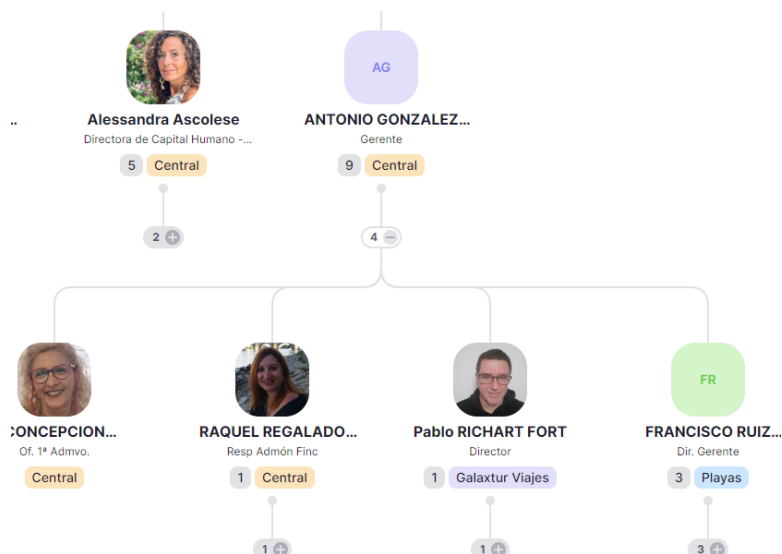 AG
...
Alessandra Ascolese
ANTONIO GONZALEZ...
Directora de Capital Humano -...
Gerente
5 Central
9 Central
2
4
FR
CONCEPCION...
RAQUEL REGALADO...
Pablo RICHART FORT
FRANCISCO RUIZ...
Of. 1ª Admvo.
Resp Admón Finc
Director
Dir. Gerente
Central
1 Central
1 Galaxtur Viajes
3 Playas
1
1
3